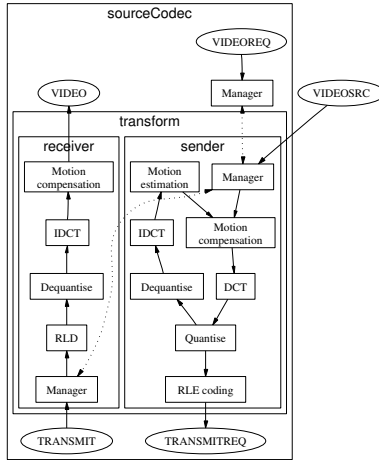 sourceCodec
VIDEOREQ
VIDEO
Manager
VIDEOSRC
transform
receiver
sender
Motion
compensation
Motion
estimation
Manager
IDCT
IDCT
Motion
compensation
Dequantise
Dequantise
DCT
RLD
Quantise
Manager
RLE coding
TRANSMIT
TRANSMITREQ